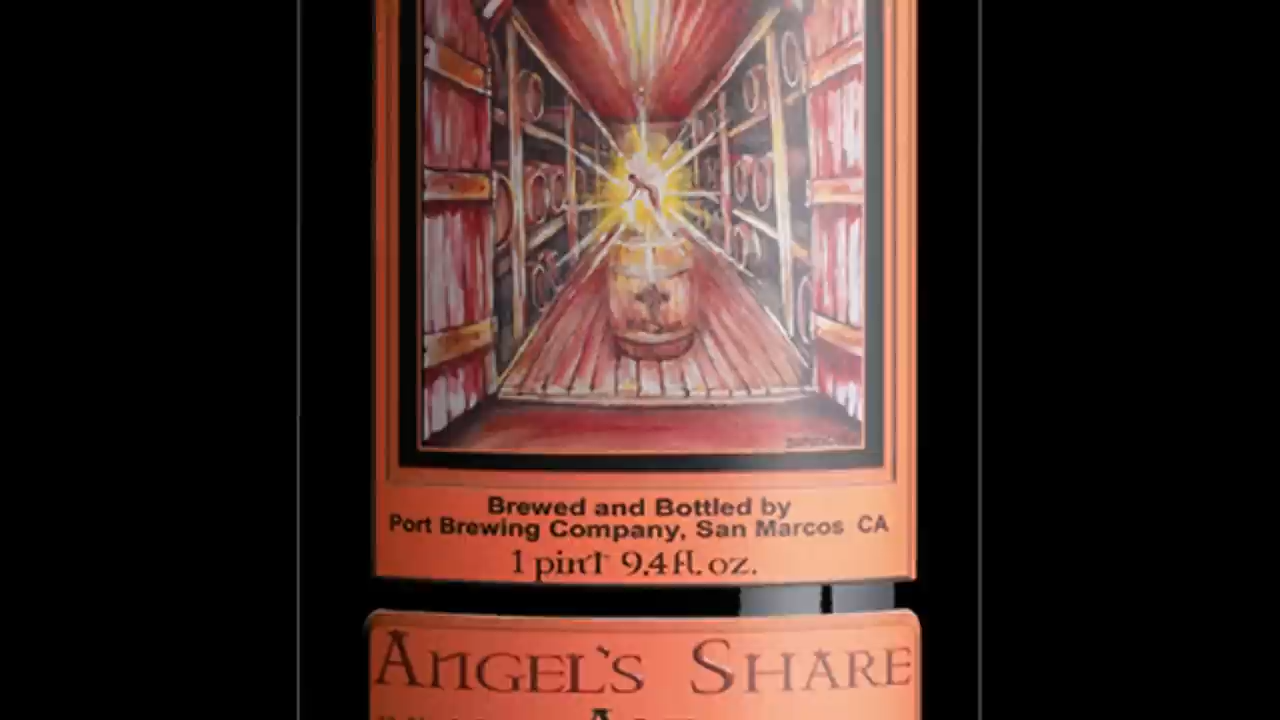 Brewed and Bottled by
Port Brewing Company, San Marcos CA
1 pint 9.4 fl. oz.
ANGEL'S SHARE